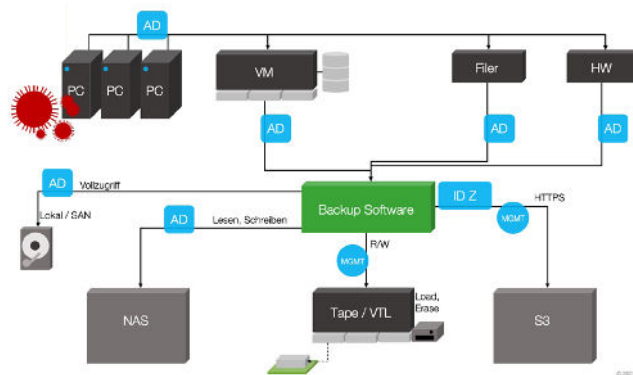 AD
PC
PC
PC
VM
Filer
HW
AD
AD
AD
AD
Vollzugriff
Lokal / SAN
AD
Lesen, Schreiben
Backup Software
ID Z
HTTPS
MGMT
R/W
MGMT
NAS
Tape / VTL
Load,
Erase
S3